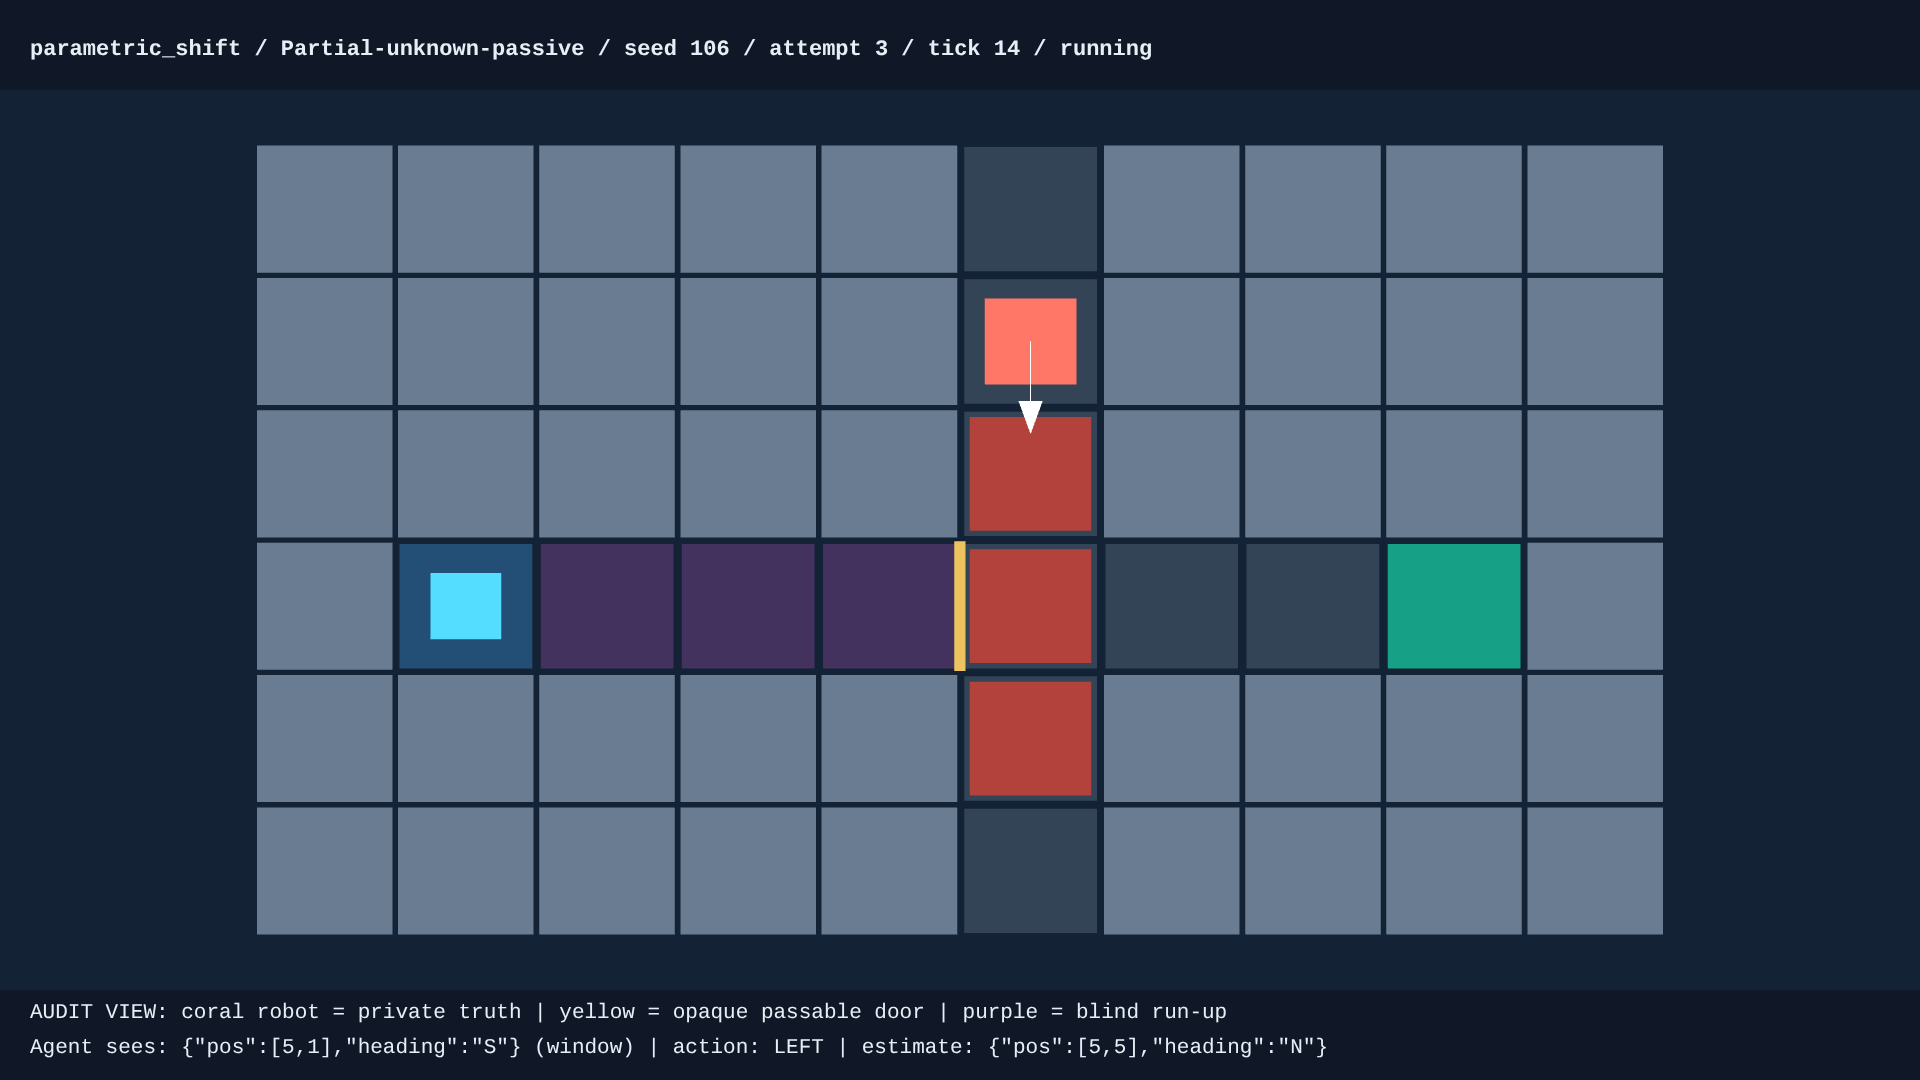 parametric_shift / Partial-unknown-passive / seed 106 / attempt 3 / tick 14 / running
AUDIT VIEW: coral robot = private truth | yellow = opaque passable door | purple = blind run-up
Agent sees: {"pos":[5,1],"heading":"S"} (window) | action: LEFT | estimate: {"pos":[5,5],"heading":"N"}